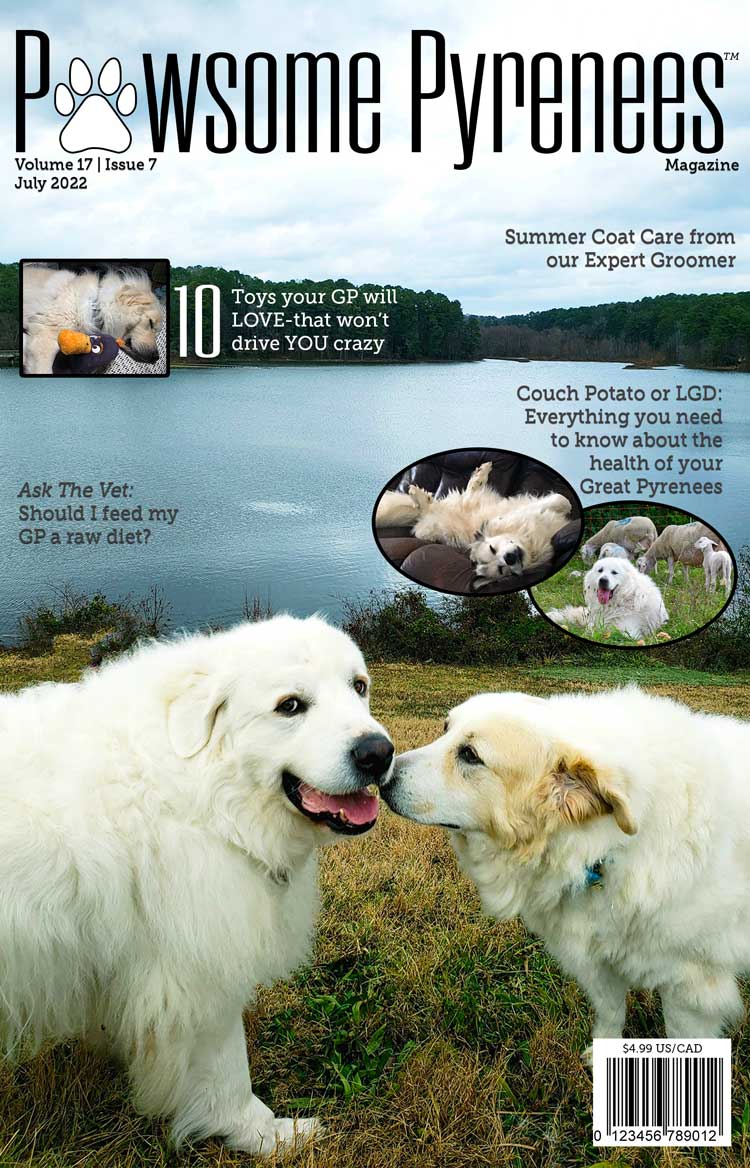 Pawsome Pyrenees™
Volume 17 | Issue 7
Magazine
July 2022
Summer Coat Care from
our Expert Groomer
10
Toys your GP will
LOVE-that won't
drive YOU crazy
Couch Potato or LGD:
Everything you need
to know about the
health of your
Great Pyrenees
Ask The Vet:
Should I feed my
GP a raw diet?
$4.99 US/CAD
0 123456 789012